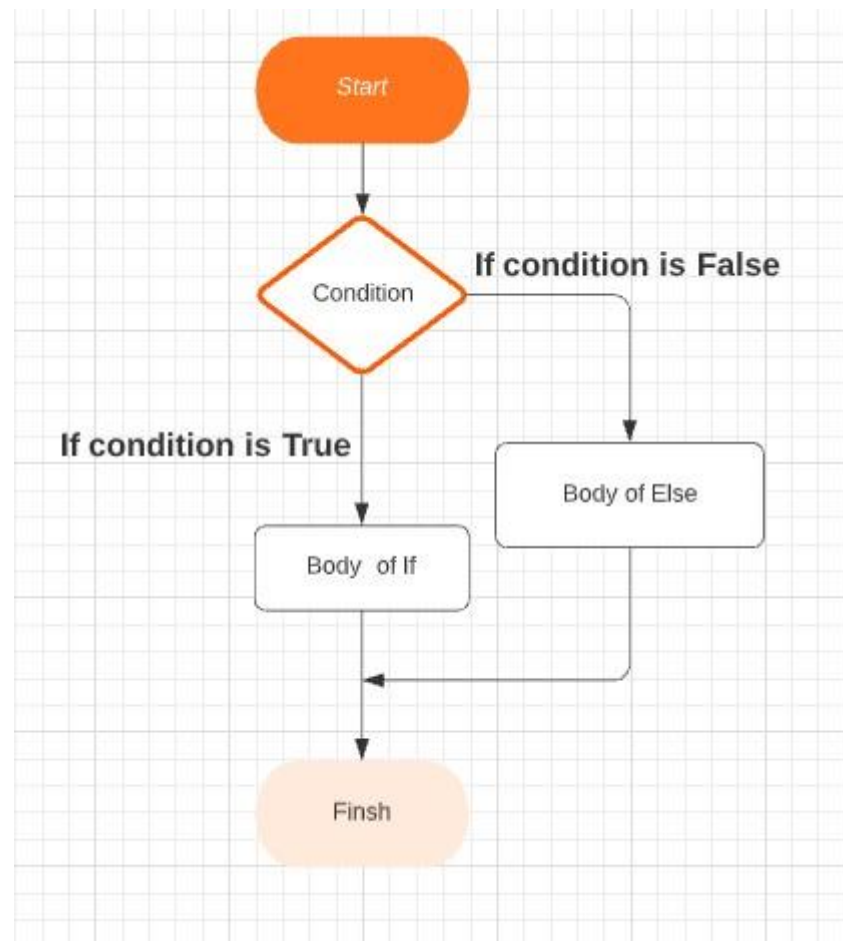 Start
Condition
If condition is False
If condition is True
Body of Else
Body of If
Finsh